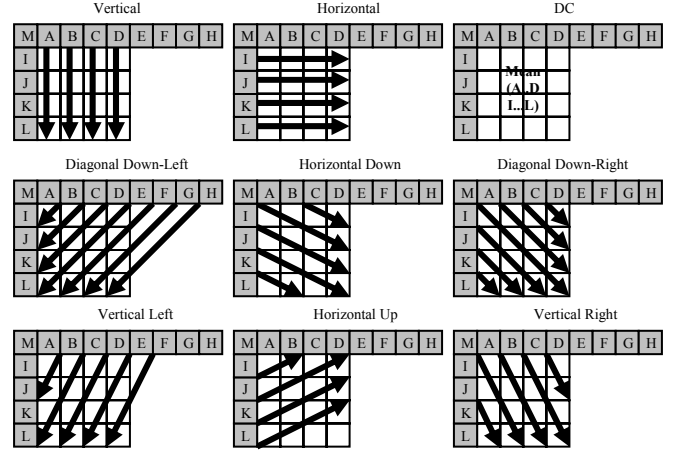 Vertical
M A B C D E F G H
I
J
K
L
Horizontal
M A B C D E F G H
I
J
K
L
DC
M A B C D E F G H
I
J
K
L
Mean
(A..D
I...L)
Diagonal Down-Left
M A B C D E F G H
I
J
K
L
Horizontal Down
M A B C D E F G H
I
J
K
L
Diagonal Down-Right
M A B C D E F G H
I
J
K
L
Vertical Left
M A B C D E F G H
I
J
K
L
Horizontal Up
M A B C D E F G H
I
J
K
L
Vertical Right
M A B C D E F G H
I
J
K
L